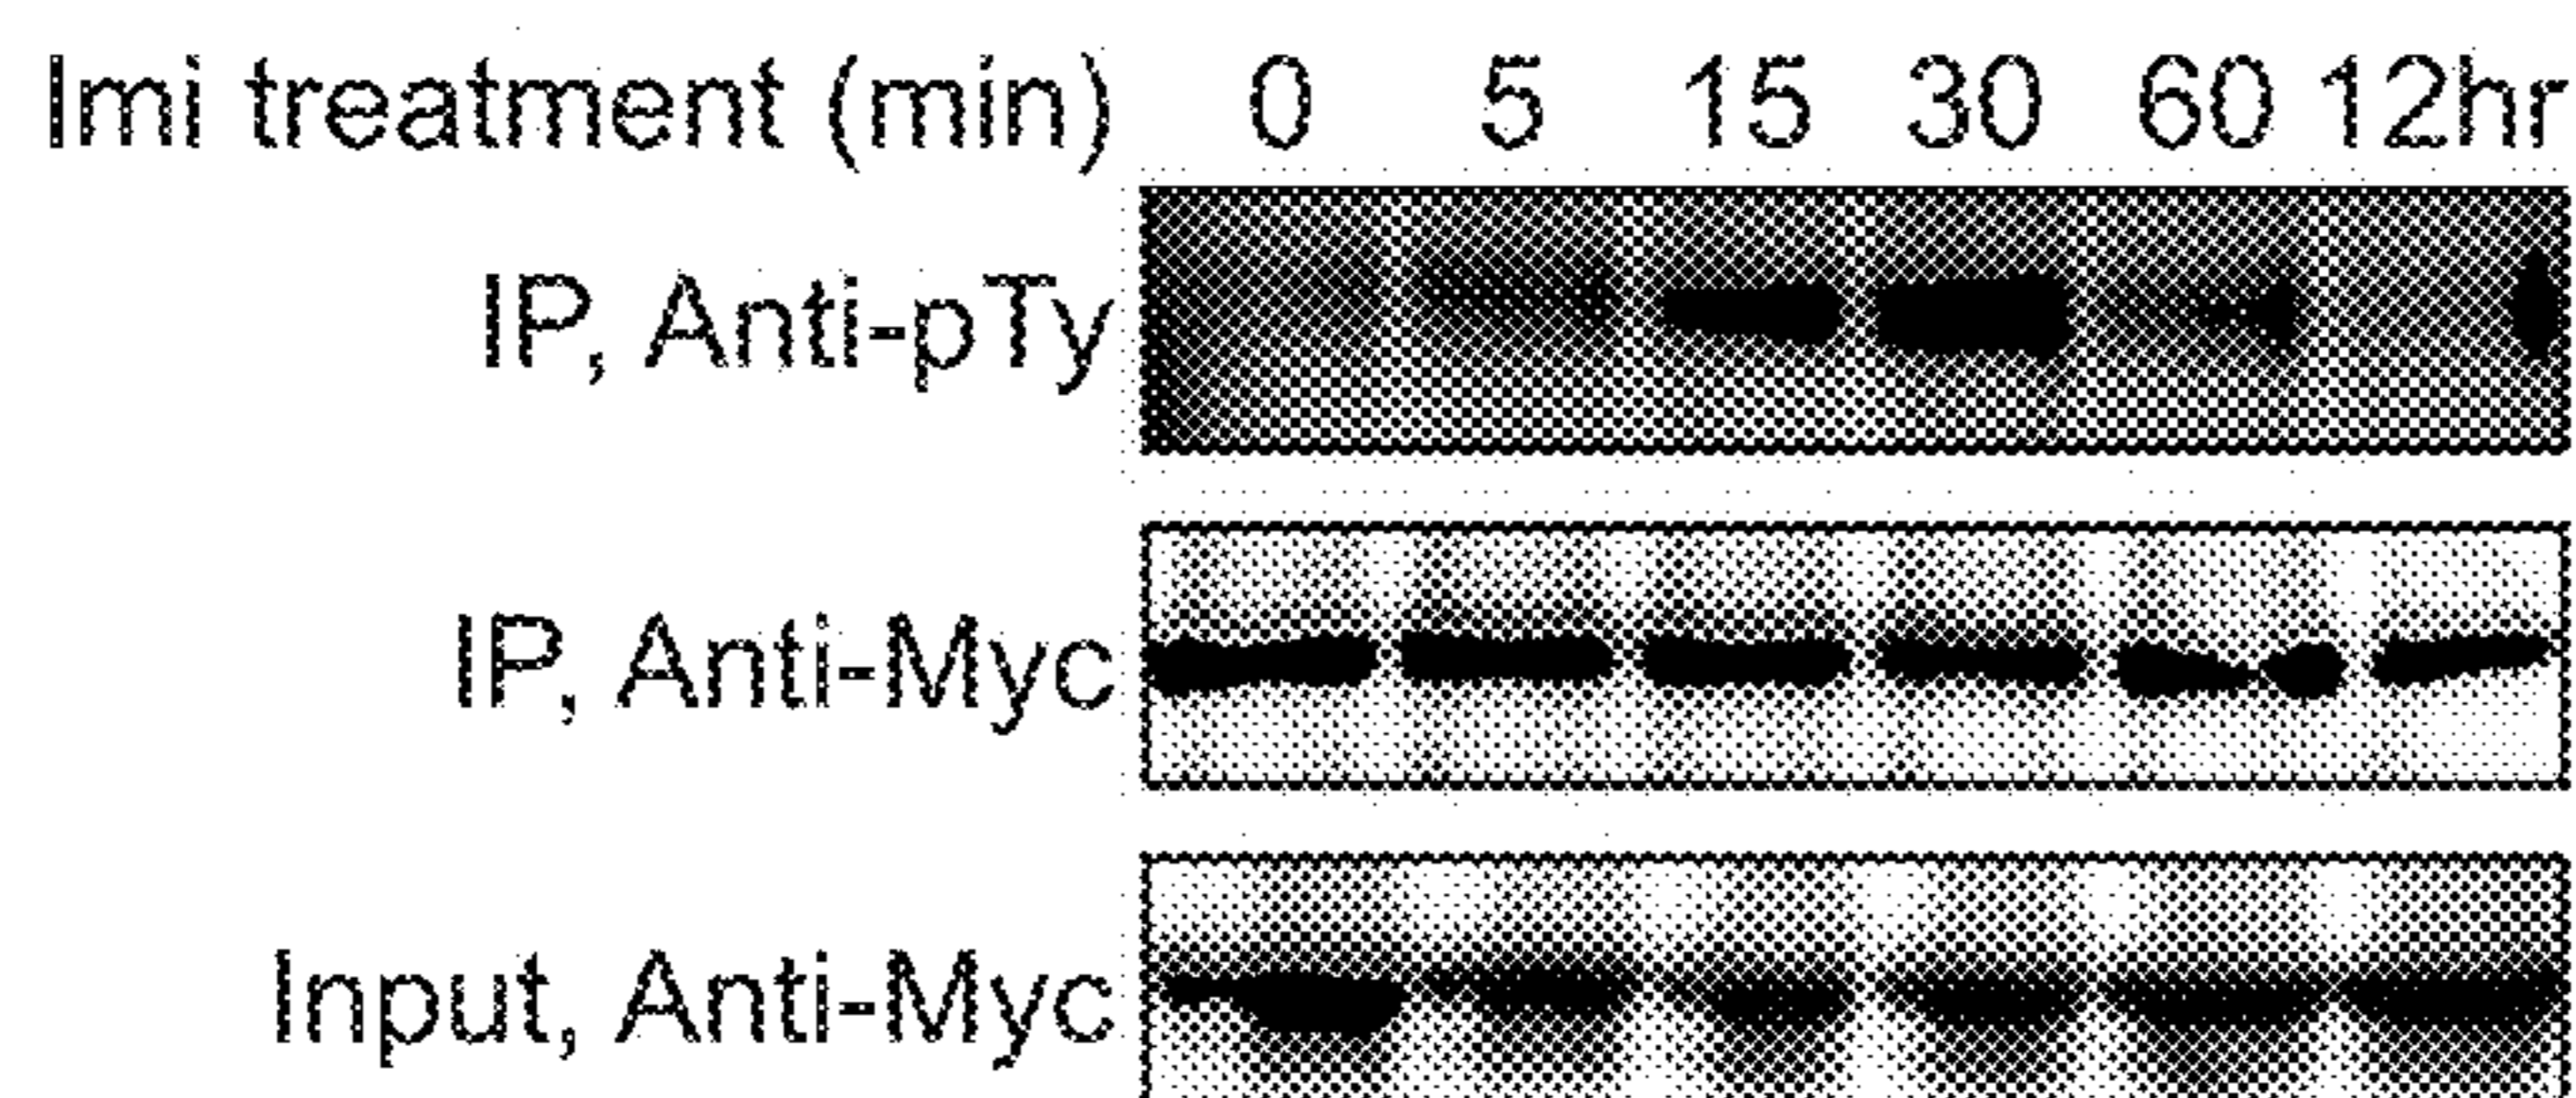 Imi treatment (min) 0 5 15 30 60 12hr
IP, Anti-pTy
IP, Anti-Myc
Input, Anti-Myc